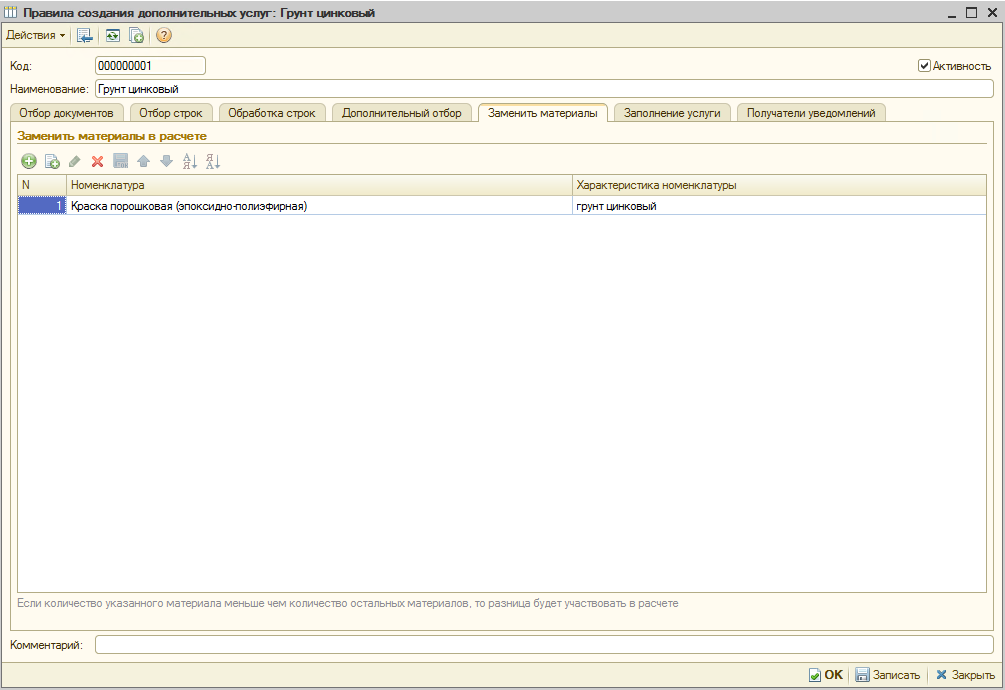 Правила создания дополнительных услуг: Грунт цинковый
Действия
Код: 000000001 Активность
Наименование: Грунт цинковый
Отбор документов Отбор строк Обработка строк Дополнительный отбор Заменить материалы Заполнение услуги Получатели уведомлений
Заменить материалы в расчете
N Номенклатура Характеристика номенклатуры
1 Краска порошковая (эпоксидно-полиэфирная) грунт цинковый
Если количество указанного материала меньше чем количество остальных материалов, то разница будет участвовать в расчете
Комментарий:
OK Записать Закрыть